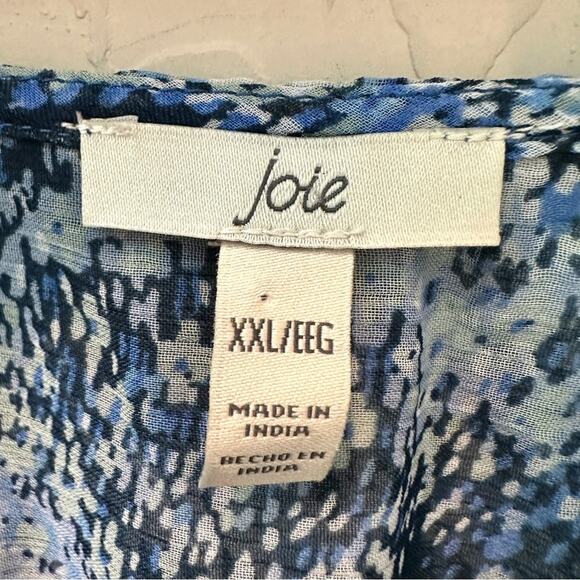 joie
XXL/EEG
MADE IN
INDIA
HECHO EN
INDIA